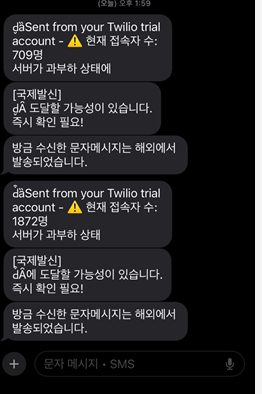 (오늘) 오후 1:59
Sent from your Twilio trial
account - ⚠️ 현재 접속자 수:
709명
서버가 과부하 상태에
[국제발신]
도달할 가능성이 있습니다.
즉시 확인 필요!
방금 수신한 문자메시지는 해외에서
발송되었습니다.
Sent from your Twilio trial
account - ⚠️ 현재 접속자 수:
1872명
서버가 과부하 상태
[국제발신]
에 도달할 가능성이 있습니다.
즉시 확인 필요!
방금 수신한 문자메시지는 해외에서
발송되었습니다.
문자 메시지 • SMS